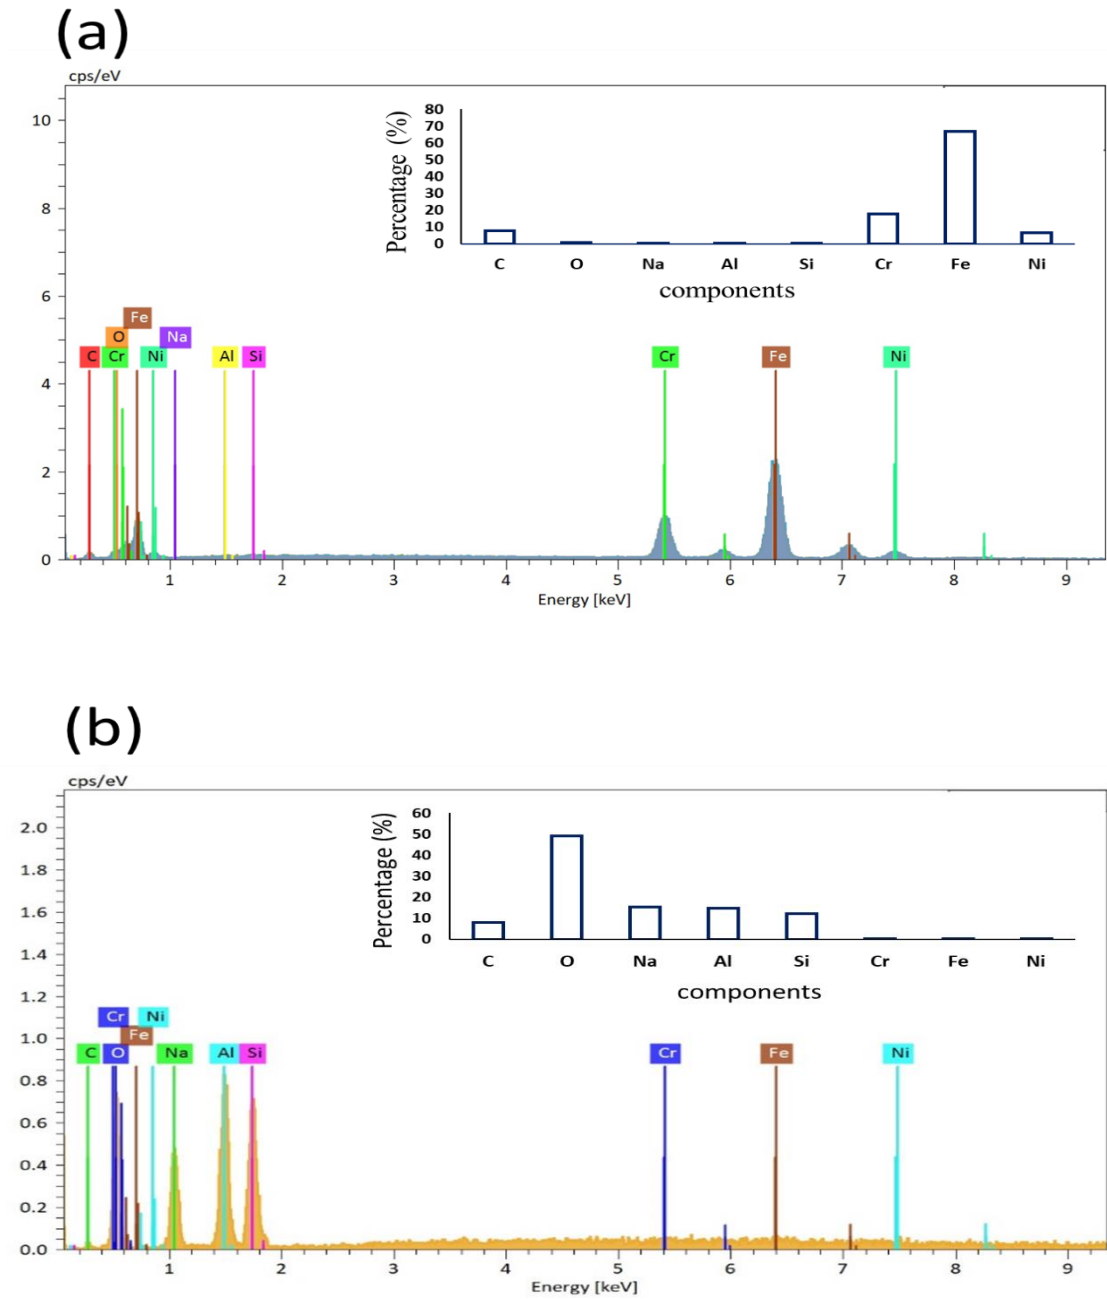 (a)
cps/eV
10
8
6
4
2
0
80
70
60
50
40
30
20
10
0
Percentage (%)
C O Na Al Si Cr Fe Ni
components
Fe
O Na
C Cr Ni Al Si Cr Fe Ni
1 2 3 4 5 6 7 8 9
Energy [keV]
(b)
cps/eV
2.0
1.8
1.6
1.4
1.2
1.0
0.8
0.6
0.4
0.2
0.0
60
50
40
30
20
10
0
Percentage (%)
C O Na Al Si Cr Fe Ni
components
Cr Ni
Fe
C O Na Al Si Cr Fe Ni
1 2 3 4 5 6 7 8 9
Energy [keV]